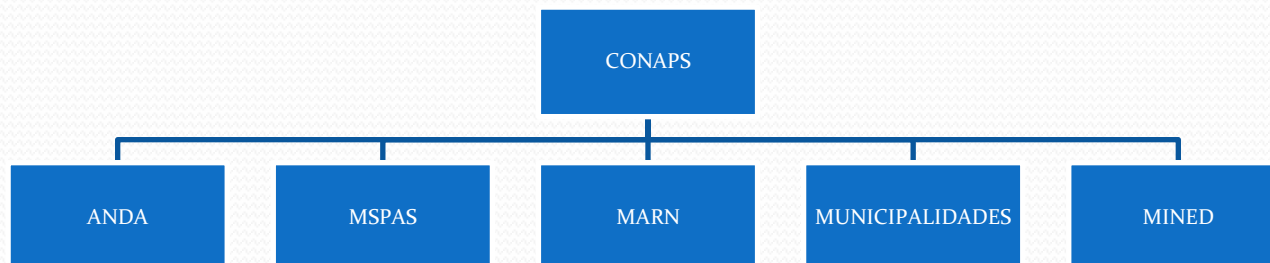 CONAPS
ANDA
MSPAS
MARN
MUNICIPALIDADES
MINED